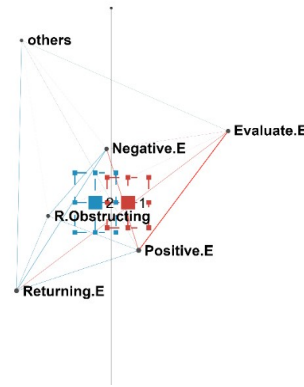 others
Evaluate.E
Negative.E
2 1
R.Obstructing
Positive.E
Returning.E